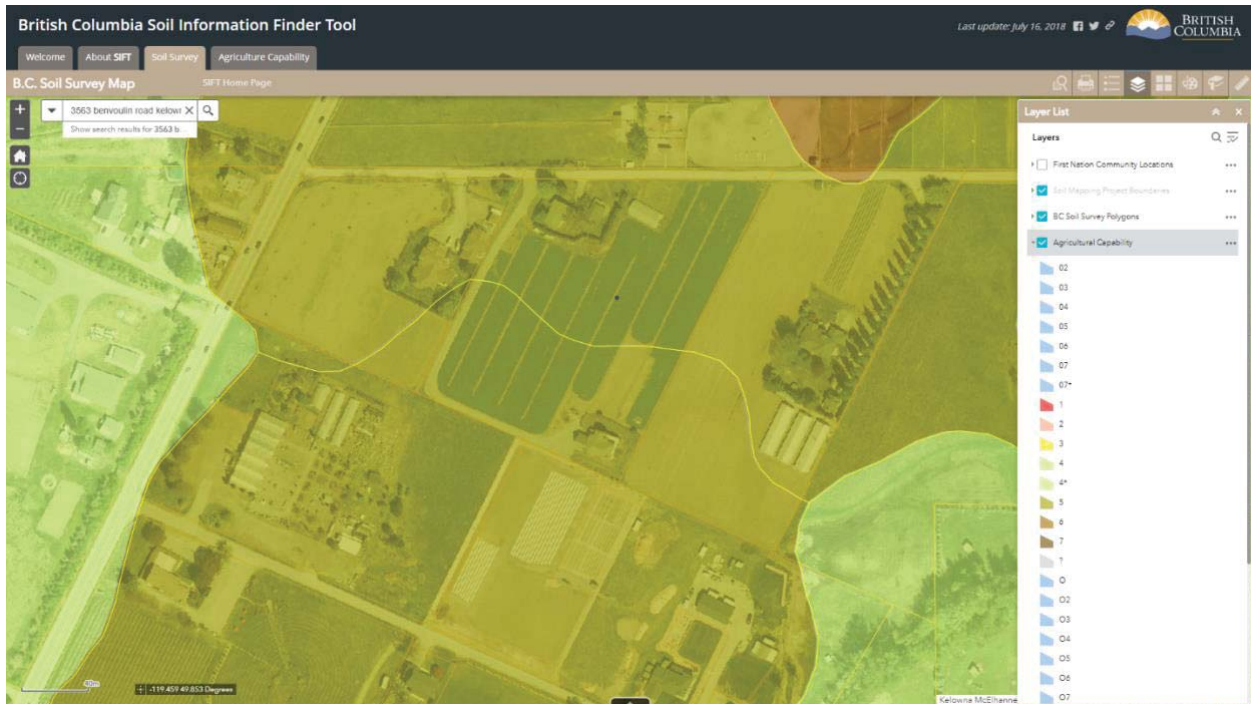 British Columbia Soil Information Finder Tool
Last update: July 16, 2018
BRITISH
COLUMBIA
Welcome
About SIFT
Soil Survey
Agriculture Capability
B.C. Soil Survey Map
SIFT Home Page
+
3563 benvoulin road kelowr
Show search results for 3563 b...
−
Layer List
Layers
First Nation Community Locations
Soil Mapping Project Boundaries
BC Soil Survey Polygons
Agricultural Capability
02
03
04
05
06
07
07*
1
2
3
4
4*
5
6
7
?
O
O2
O3
O4
O5
O6
O7
-119.459 49.853 Degrees
Kelowna McElhanne